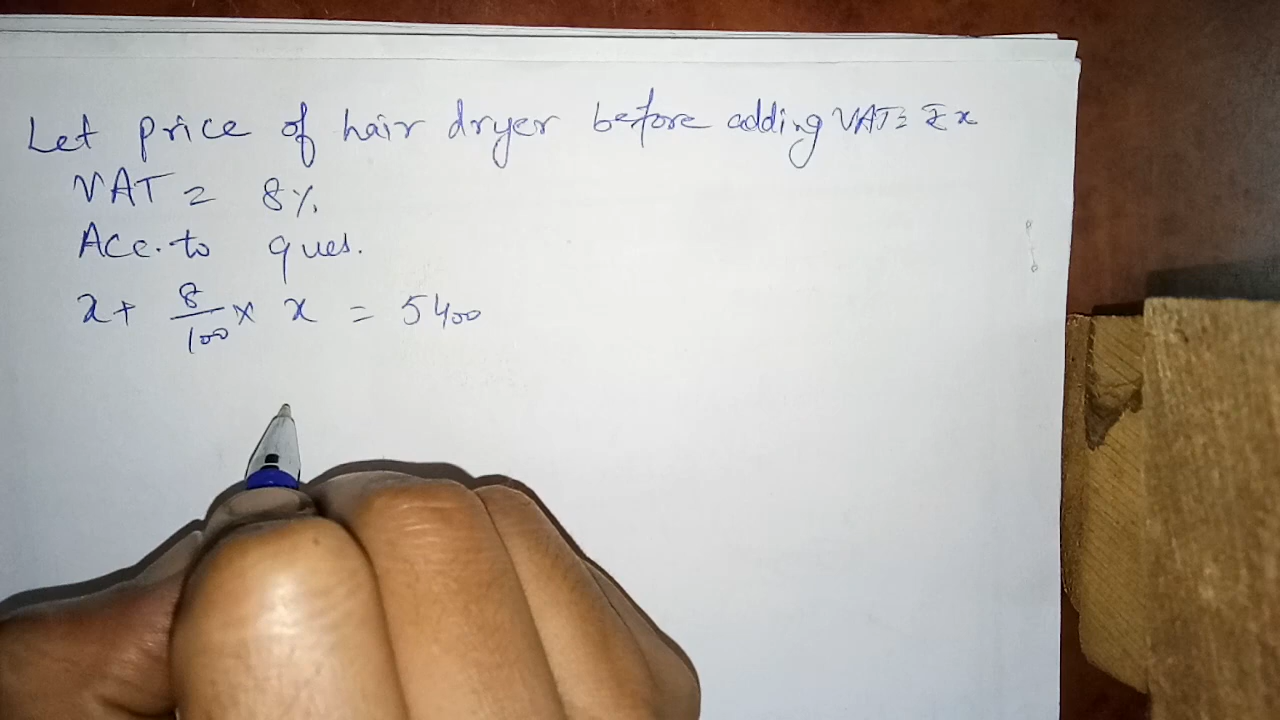 Let price of hair dryer before adding VAT = ₹ x
VAT = 8%
Acc. to ques.
x + 8/100 × x = 5400